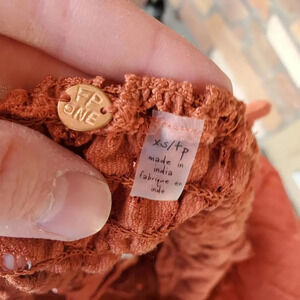 FP
ONE
xs/tp
made in
india
fabriqué en
inde